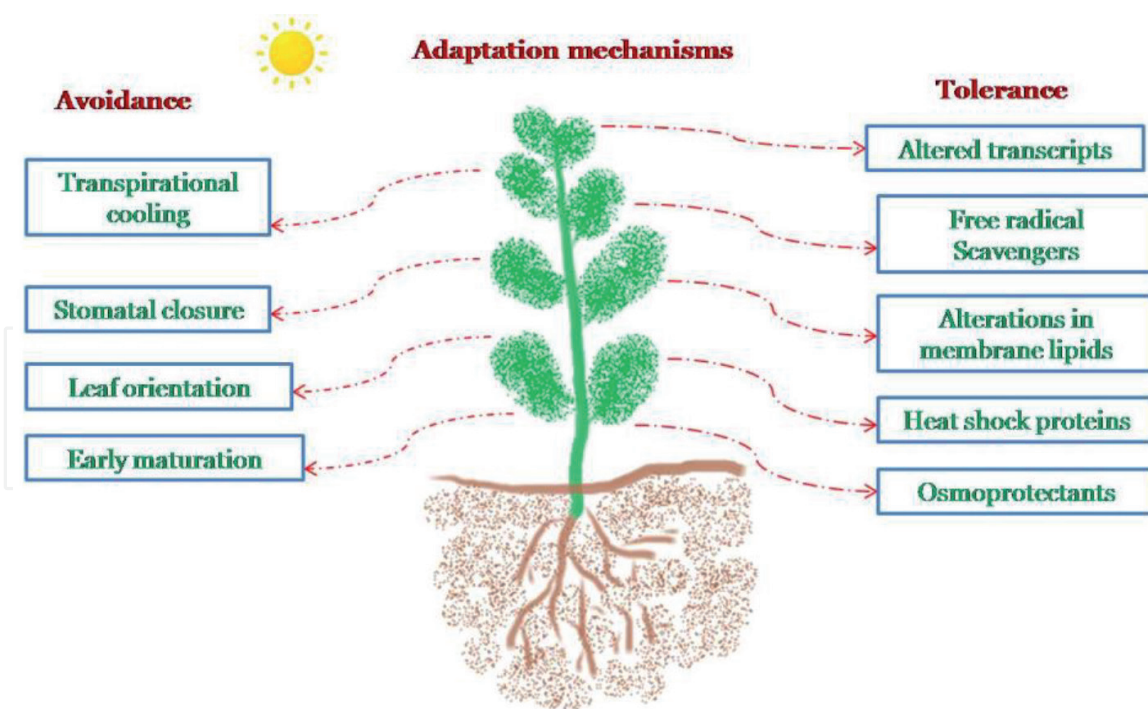 Adaptation mechanisms
Avoidance
Transpirational
cooling
Stomatal closure
Leaf orientation
Early maturation
Tolerance
Altered transcripts
Free radical
Scavengers
Alterations in
membrane lipids
Heat shock proteins
Osmoprotectants